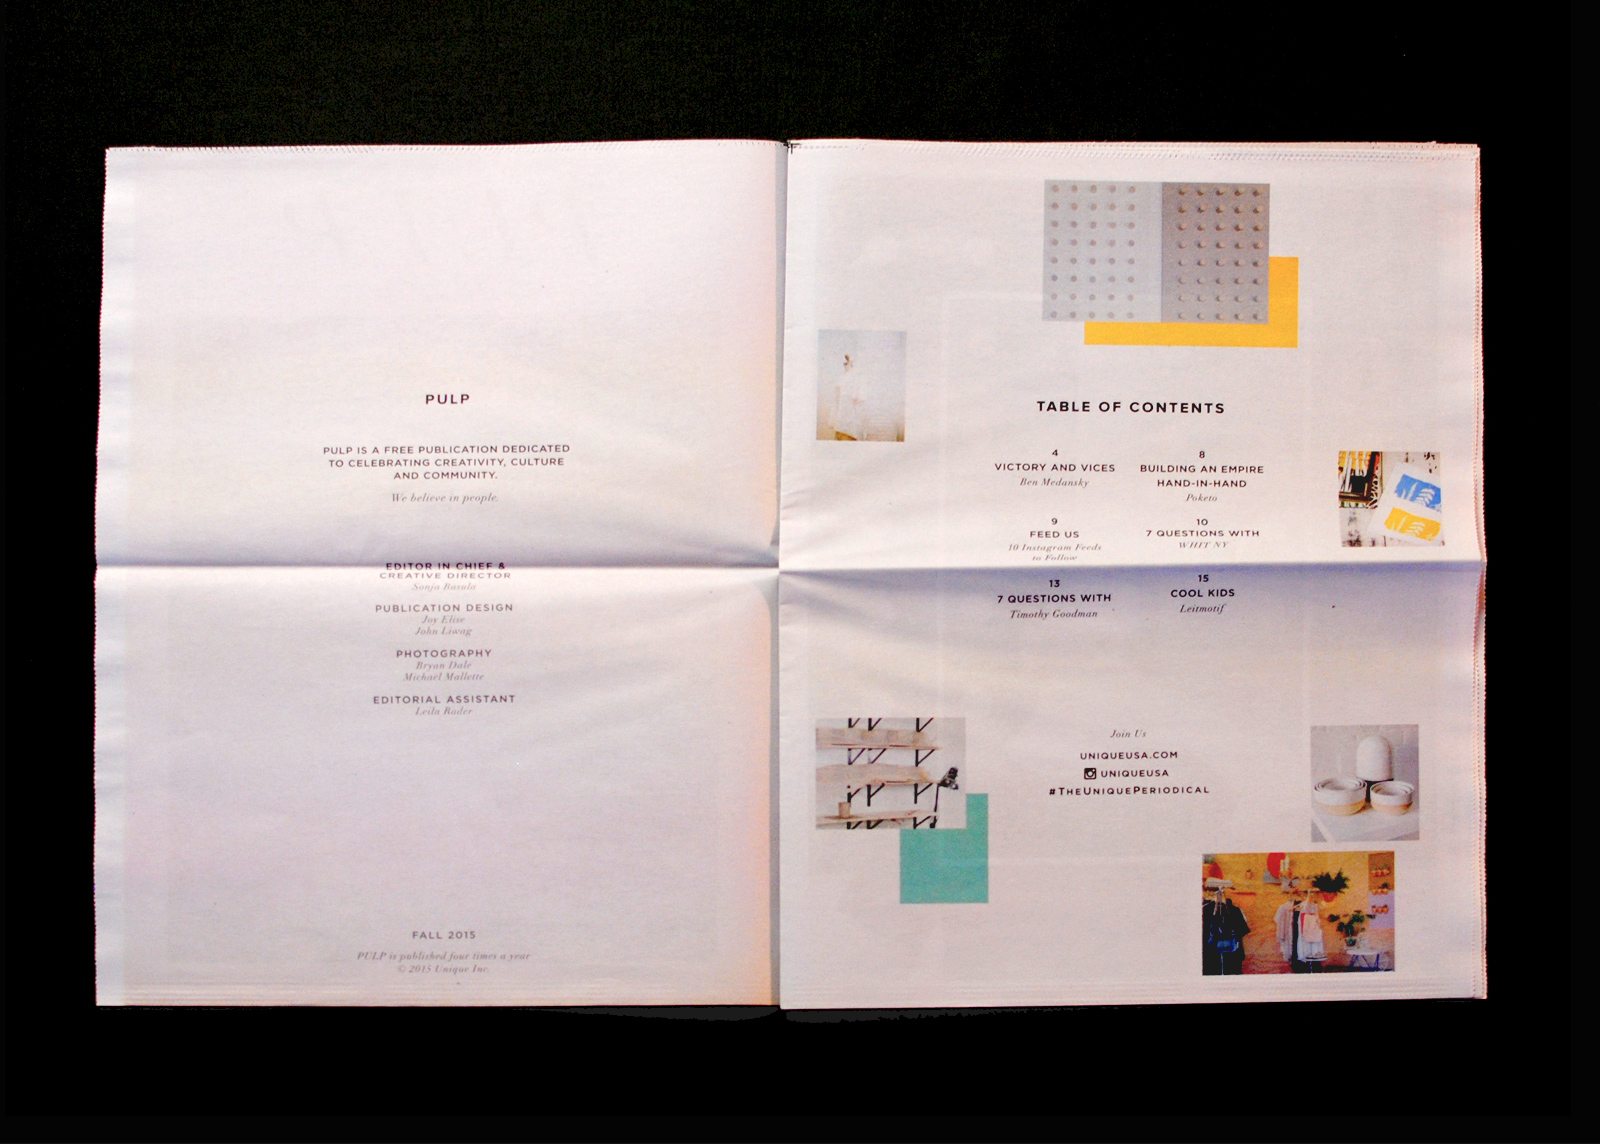 PULP
PULP IS A FREE PUBLICATION DEDICATED
TO CELEBRATING CREATIVITY, CULTURE
AND COMMUNITY.
We believe in people.
EDITOR IN CHIEF &
CREATIVE DIRECTOR
Sonja Rasula
PUBLICATION DESIGN
Joy Elise
John Liwag
PHOTOGRAPHY
Bryan Dale
Michael Mallette
EDITORIAL ASSISTANT
Leila Rader
FALL 2015
PULP is published four times a year
© 2015 Unique Inc.
TABLE OF CONTENTS
4
VICTORY AND VICES
Ben Medansky
8
BUILDING AN EMPIRE
HAND-IN-HAND
Poketo
9
FEED US
10 Instagram Feeds
to Follow
10
7 QUESTIONS WITH
WHIT NY
13
7 QUESTIONS WITH
Timothy Goodman
15
COOL KIDS
Leitmotif
Join Us
UNIQUEUSA.COM
UNIQUEUSA
#THEUNIQUEPERIODICAL